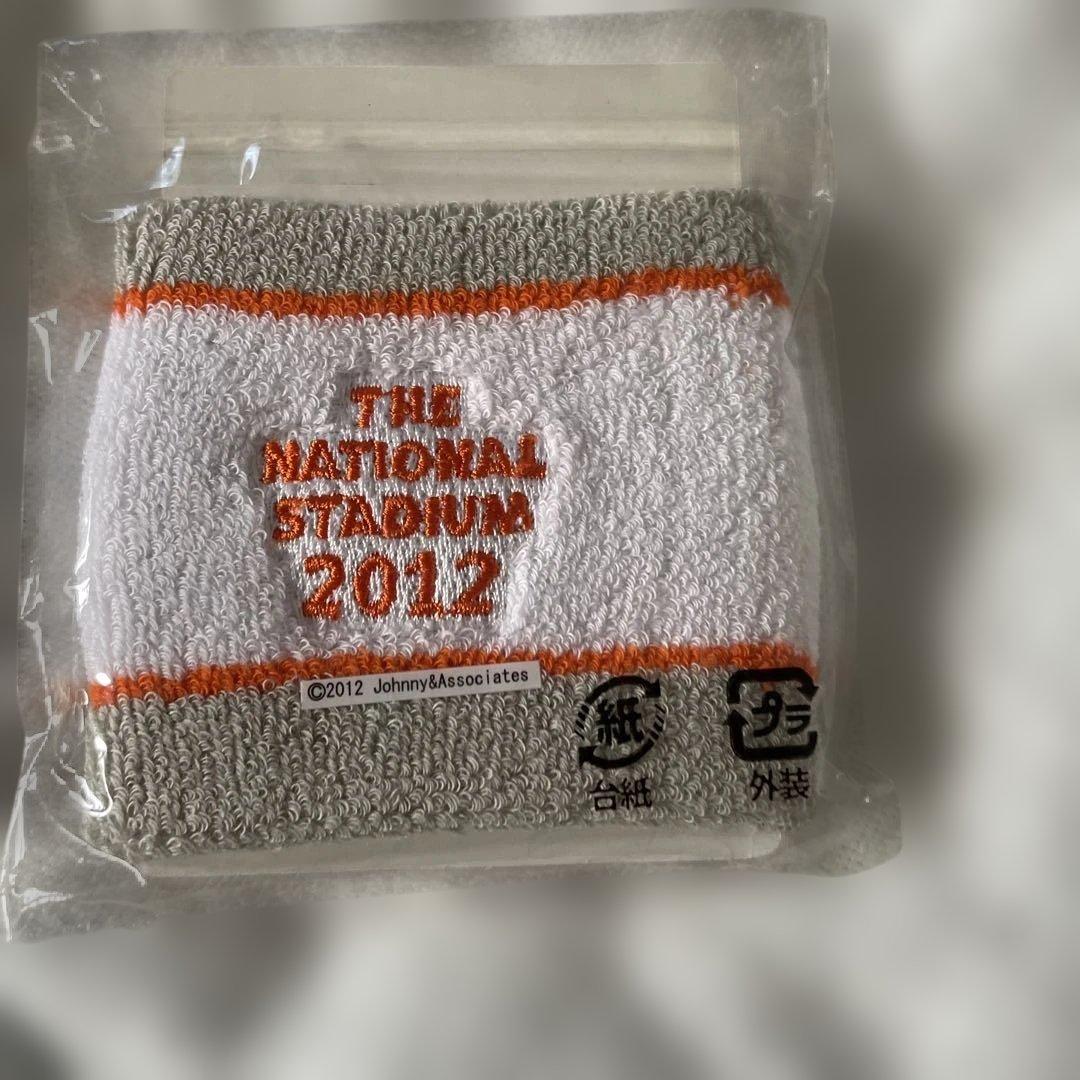 THE
NATIONAL
STADIUM
2012
©2012 Johnny&Associates
紙
台紙
プラ
外装